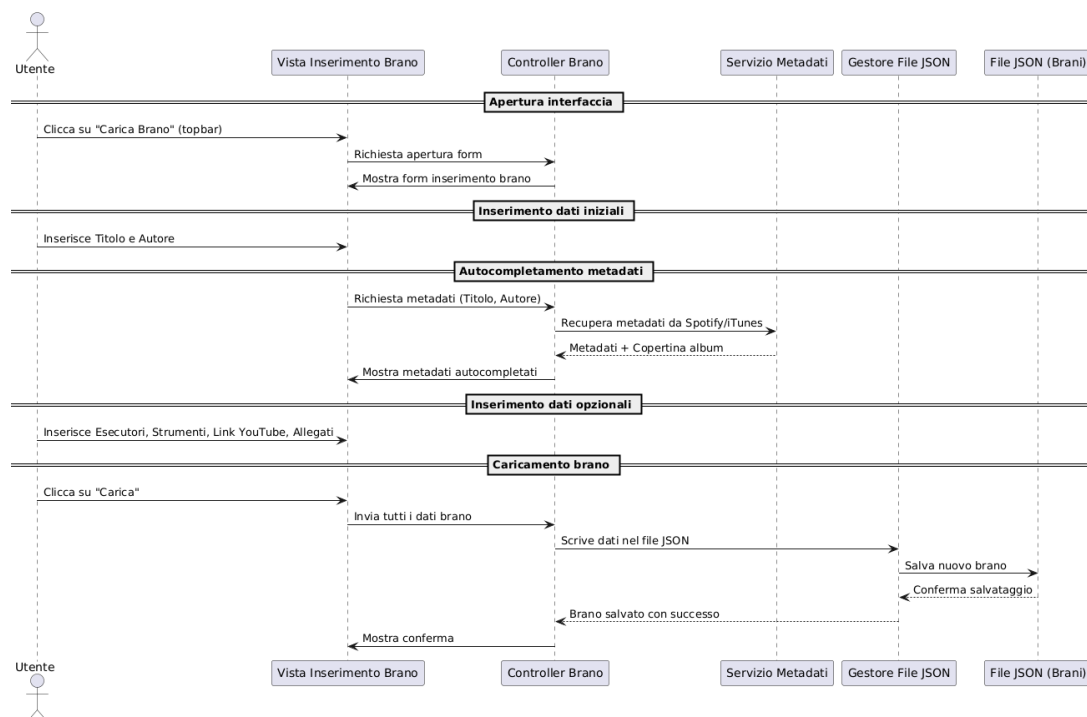 Utente
Vista Inserimento Brano
Controller Brano
Servizio Metadati
Gestore File JSON
File JSON (Brani)
Apertura interfaccia
Clicca su "Carica Brano" (topbar)
Richiesta apertura form
Mostra form inserimento brano
Inserimento dati iniziali
Inserisce Titolo e Autore
Autocompletamento metadati
Richiesta metadati (Titolo, Autore)
Recupera metadati da Spotify/iTunes
Metadati + Copertina album
Mostra metadati autocompletati
Inserimento dati opzionali
Inserisce Esecutori, Strumenti, Link YouTube, Allegati
Caricamento brano
Clicca su "Carica"
Invia tutti i dati brano
Scrive dati nel file JSON
Salva nuovo brano
Conferma salvataggio
Brano salvato con successo
Mostra conferma
Utente
Vista Inserimento Brano
Controller Brano
Servizio Metadati
Gestore File JSON
File JSON (Brani)